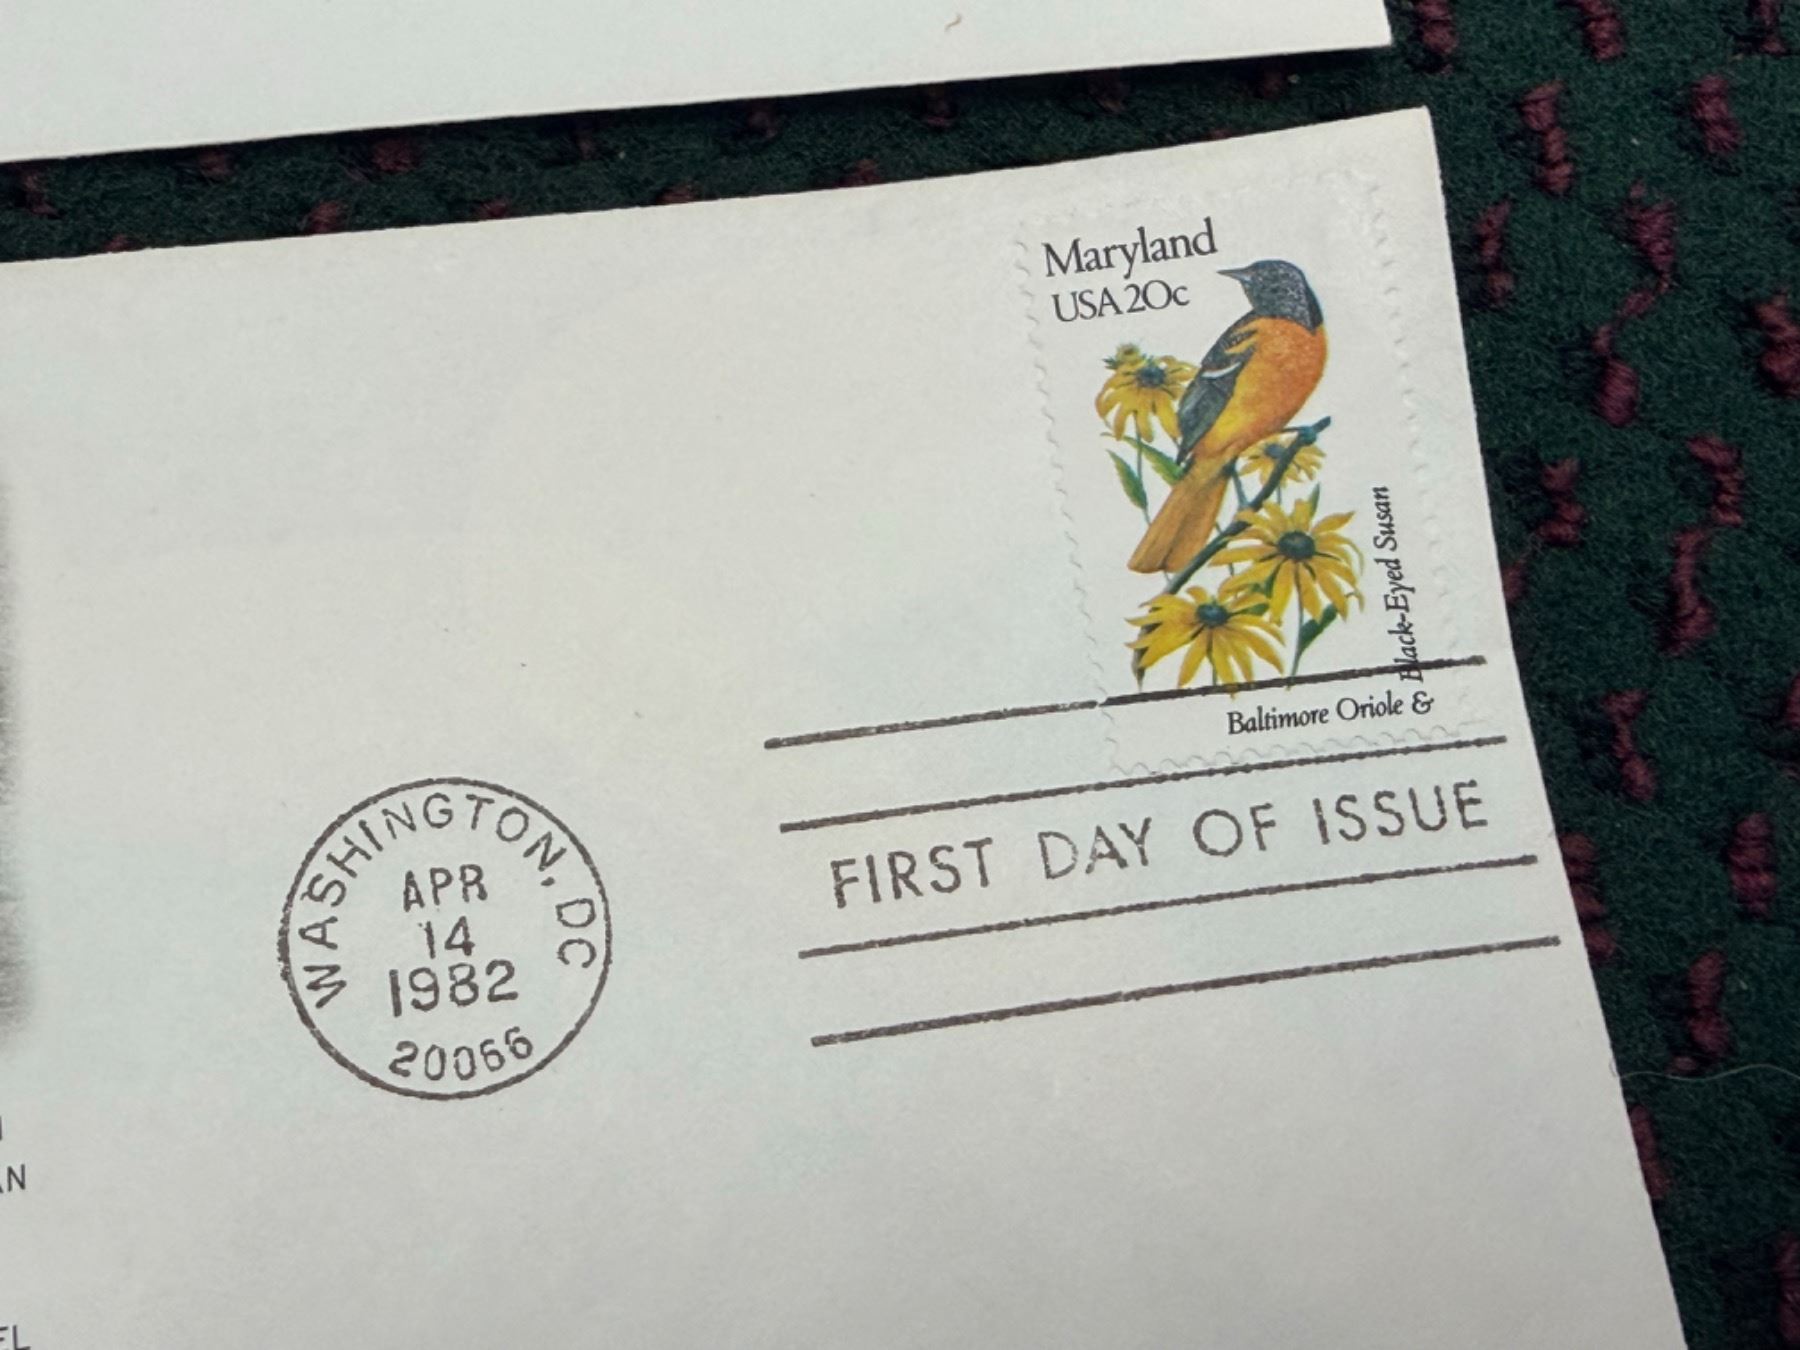 Maryland
USA 20c
Black-Eyed Susan
Baltimore Oriole &
FIRST DAY OF ISSUE
WASHINGTON, DC
APR
14
1982
20066